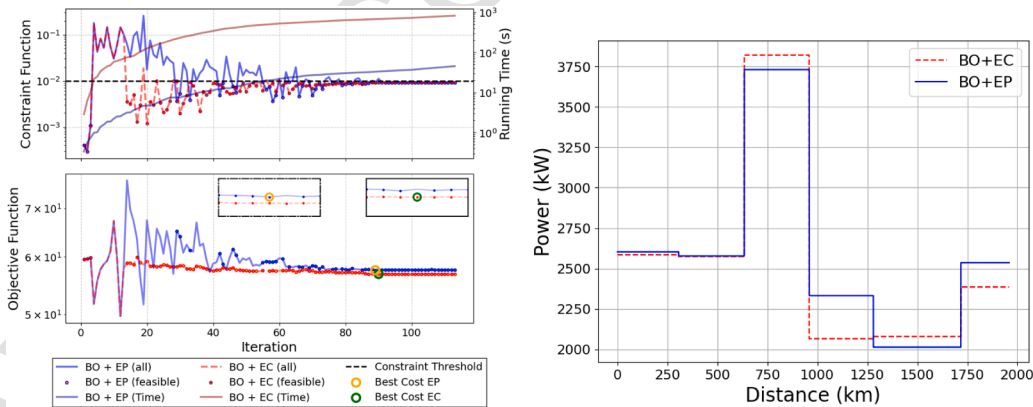 10⁻¹
10⁻²
10⁻³
Constraint Function
10³
10²
10¹
10⁰
Running Time (s)
7 × 10¹
6 × 10¹
5 × 10¹
Objective Function
0 20 40 60 80 100
Iteration
BO + EP (all) BO + EC (all) Constraint Threshold
BO + EP (feasible) BO + EC (feasible) Best Cost EP
BO + EP (Time) BO + EC (Time) Best Cost EC
BO+EC
BO+EP
3750
3500
3250
3000
2750
2500
2250
2000
Power (kW)
0 250 500 750 1000 1250 1500 1750 2000
Distance (km)